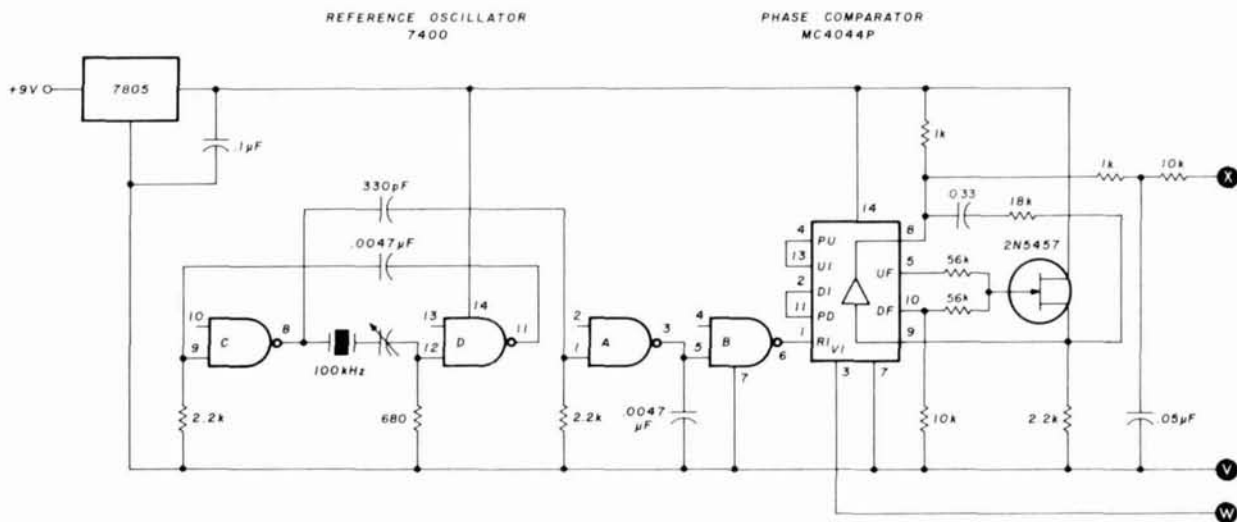 REFERENCE OSCILLATOR
7400
PHASE COMPARATOR
MC4044P
+9V
7805
.1µF
1k
1k
10k
X
330pF
.0047µF
.033
18k
2N5457
14
8
4
PU
13
UI
2
DI
11
PD
1
RI
VI
UF
5
56k
DF
10
56k
9
3
7
10
9
C
8
100kHz
13
14
12
D
11
2
1
A
3
4
5
B
6
7
2.2k
680
2.2k
.0047
µF
10k
2.2k
.05µF
V
W